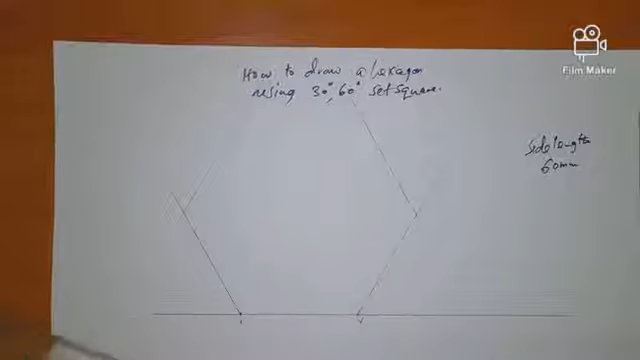 How to draw a hexagon
using 30°, 60° set square.
Side length
60mm
Film Maker